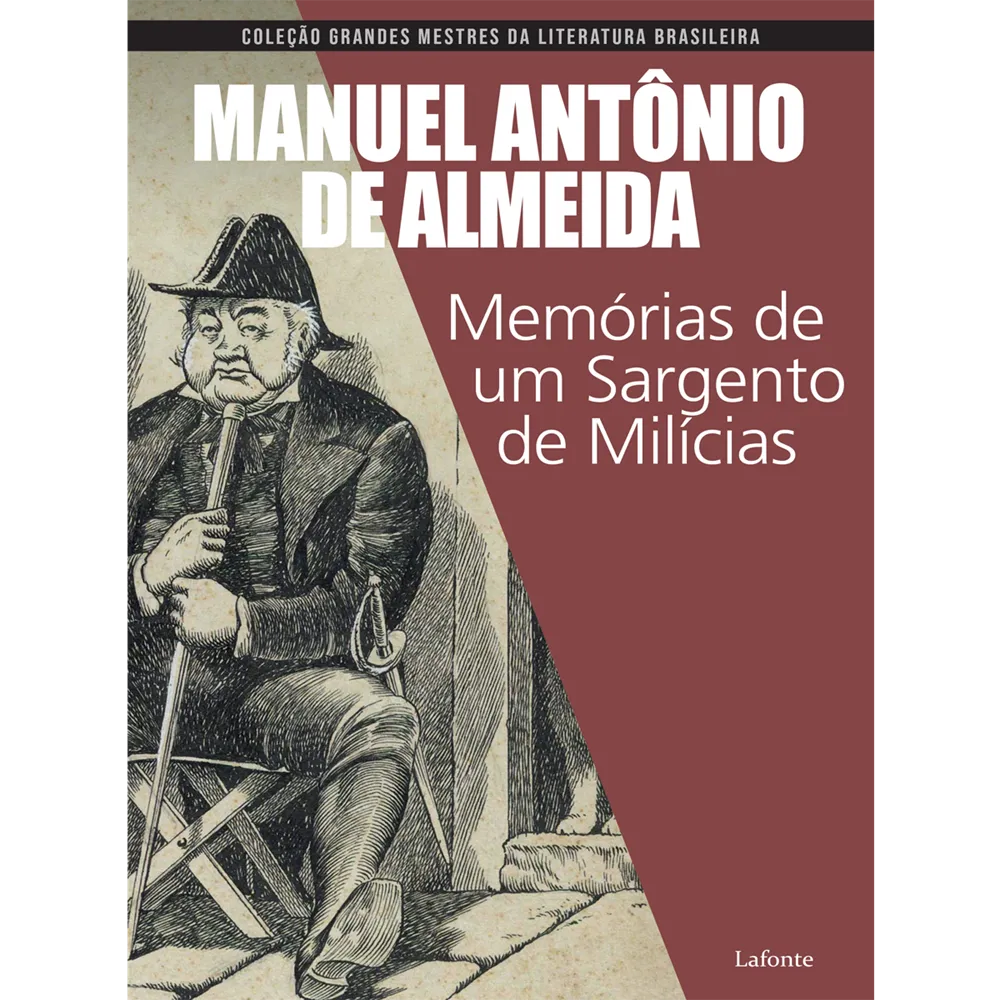 COLEÇÃO GRANDES MESTRES DA LITERATURA BRASILEIRA
MANUEL ANTÔNIO
DE ALMEIDA
Memórias de
um Sargento
de Milícias
Lafonte